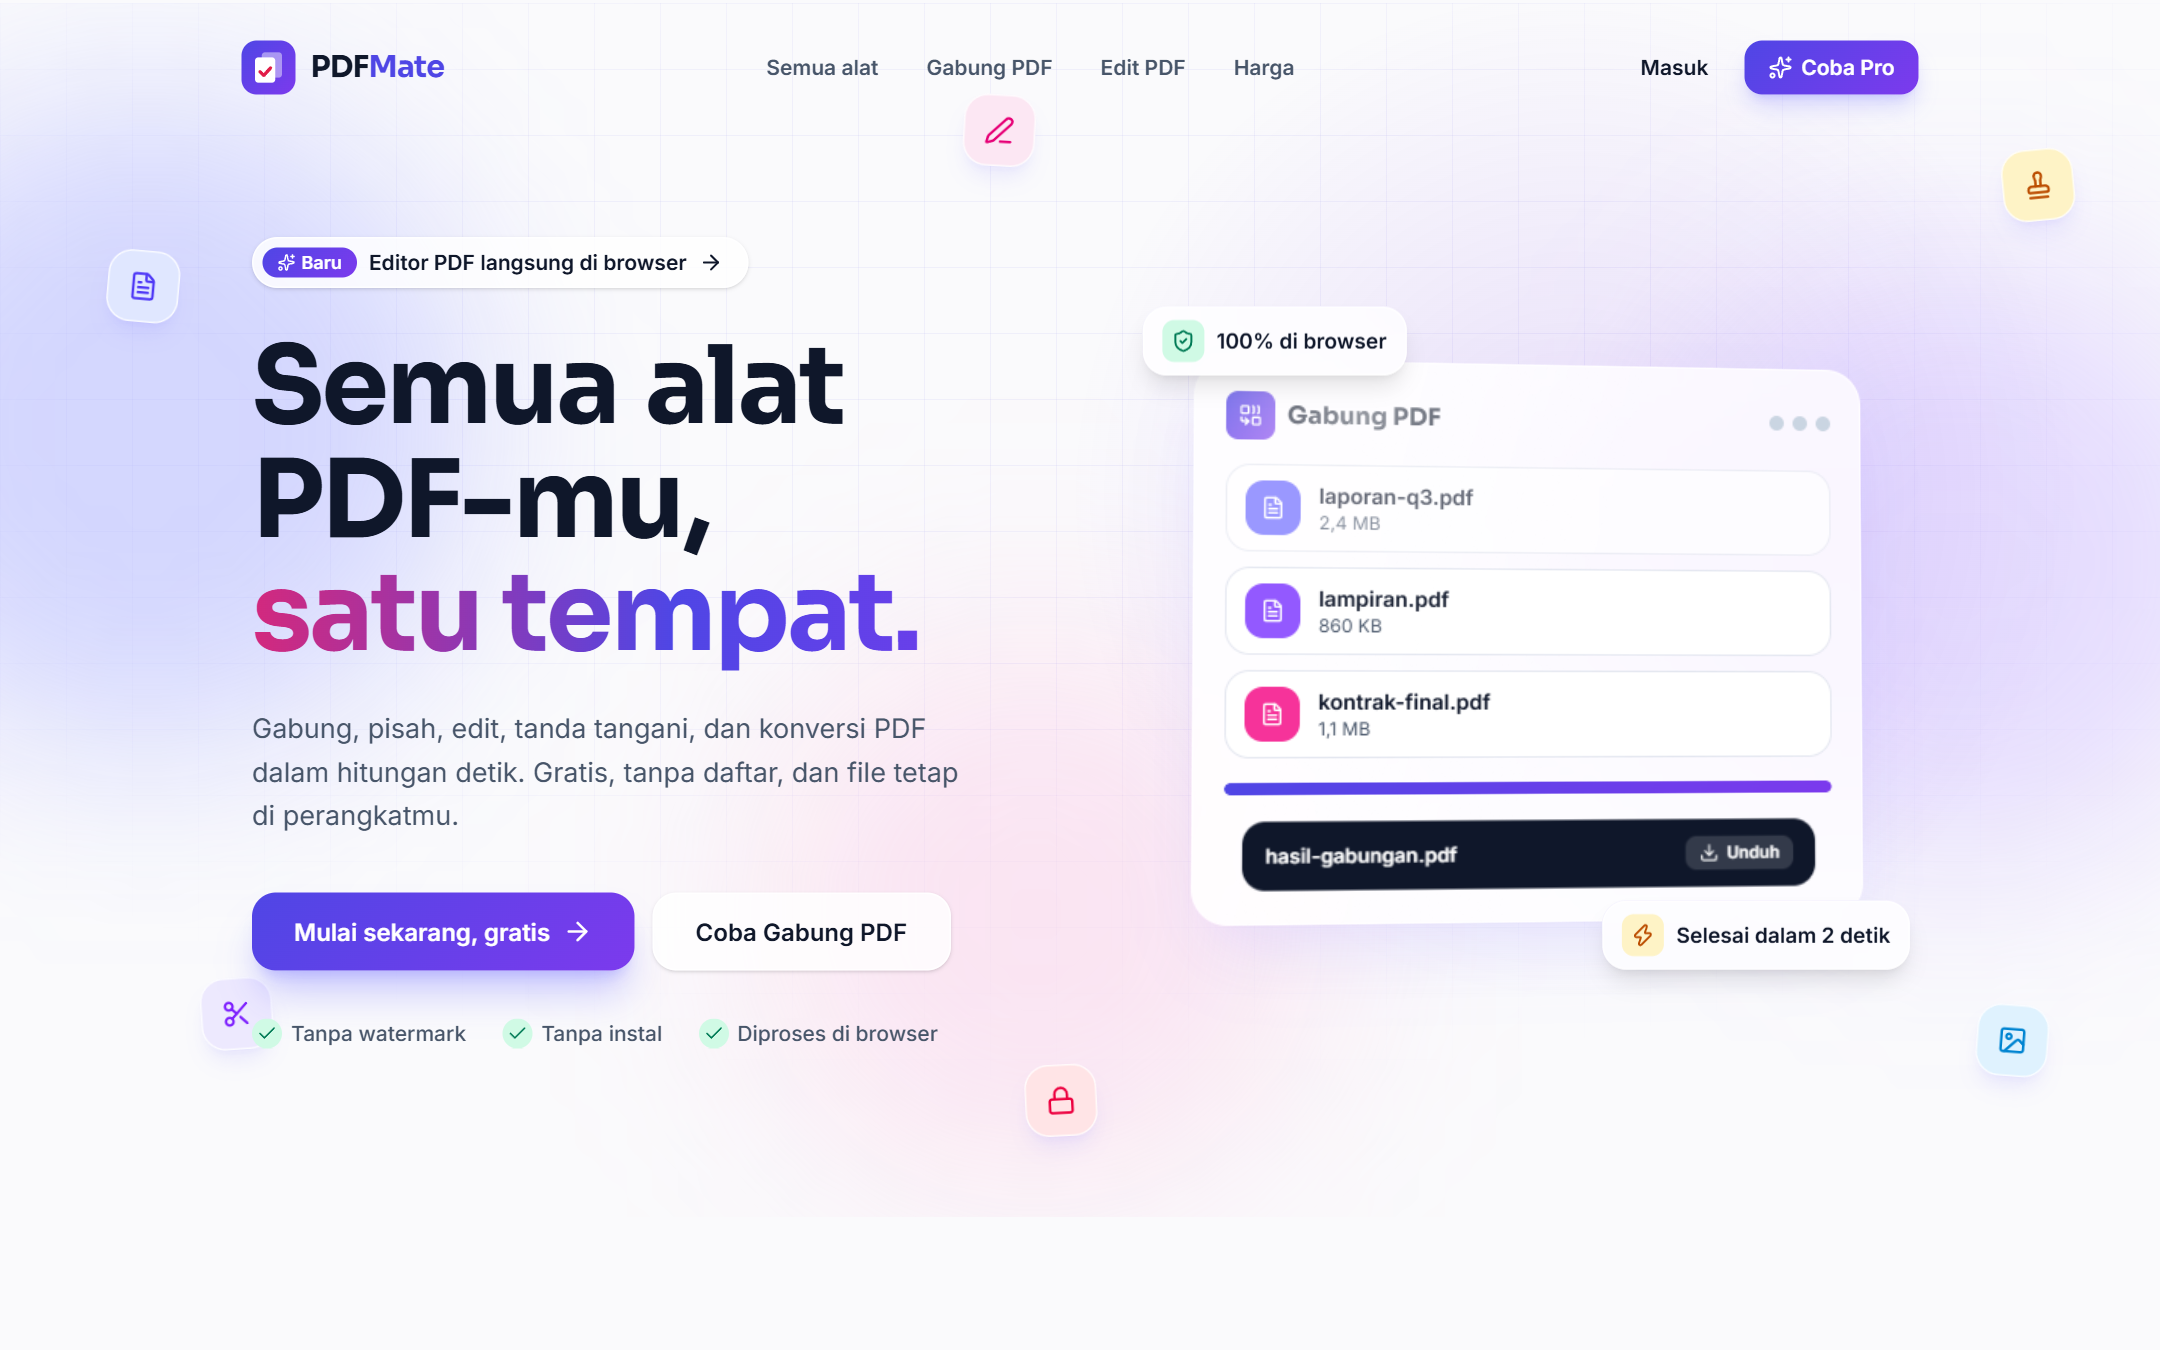 PDFMate
Semua alat
Gabung PDF
Edit PDF
Harga
Masuk
Coba Pro
Baru
Editor PDF langsung di browser
Semua alat
PDF-mu,
satu tempat.
Gabung, pisah, edit, tanda tangani, dan konversi PDF
dalam hitungan detik. Gratis, tanpa daftar, dan file tetap
di perangkatmu.
Mulai sekarang, gratis
Coba Gabung PDF
Tanpa watermark
Tanpa instal
Diproses di browser
100% di browser
Gabung PDF
laporan-q3.pdf
2,4 MB
lampiran.pdf
860 KB
kontrak-final.pdf
1,1 MB
hasil-gabungan.pdf
Unduh
Selesai dalam 2 detik